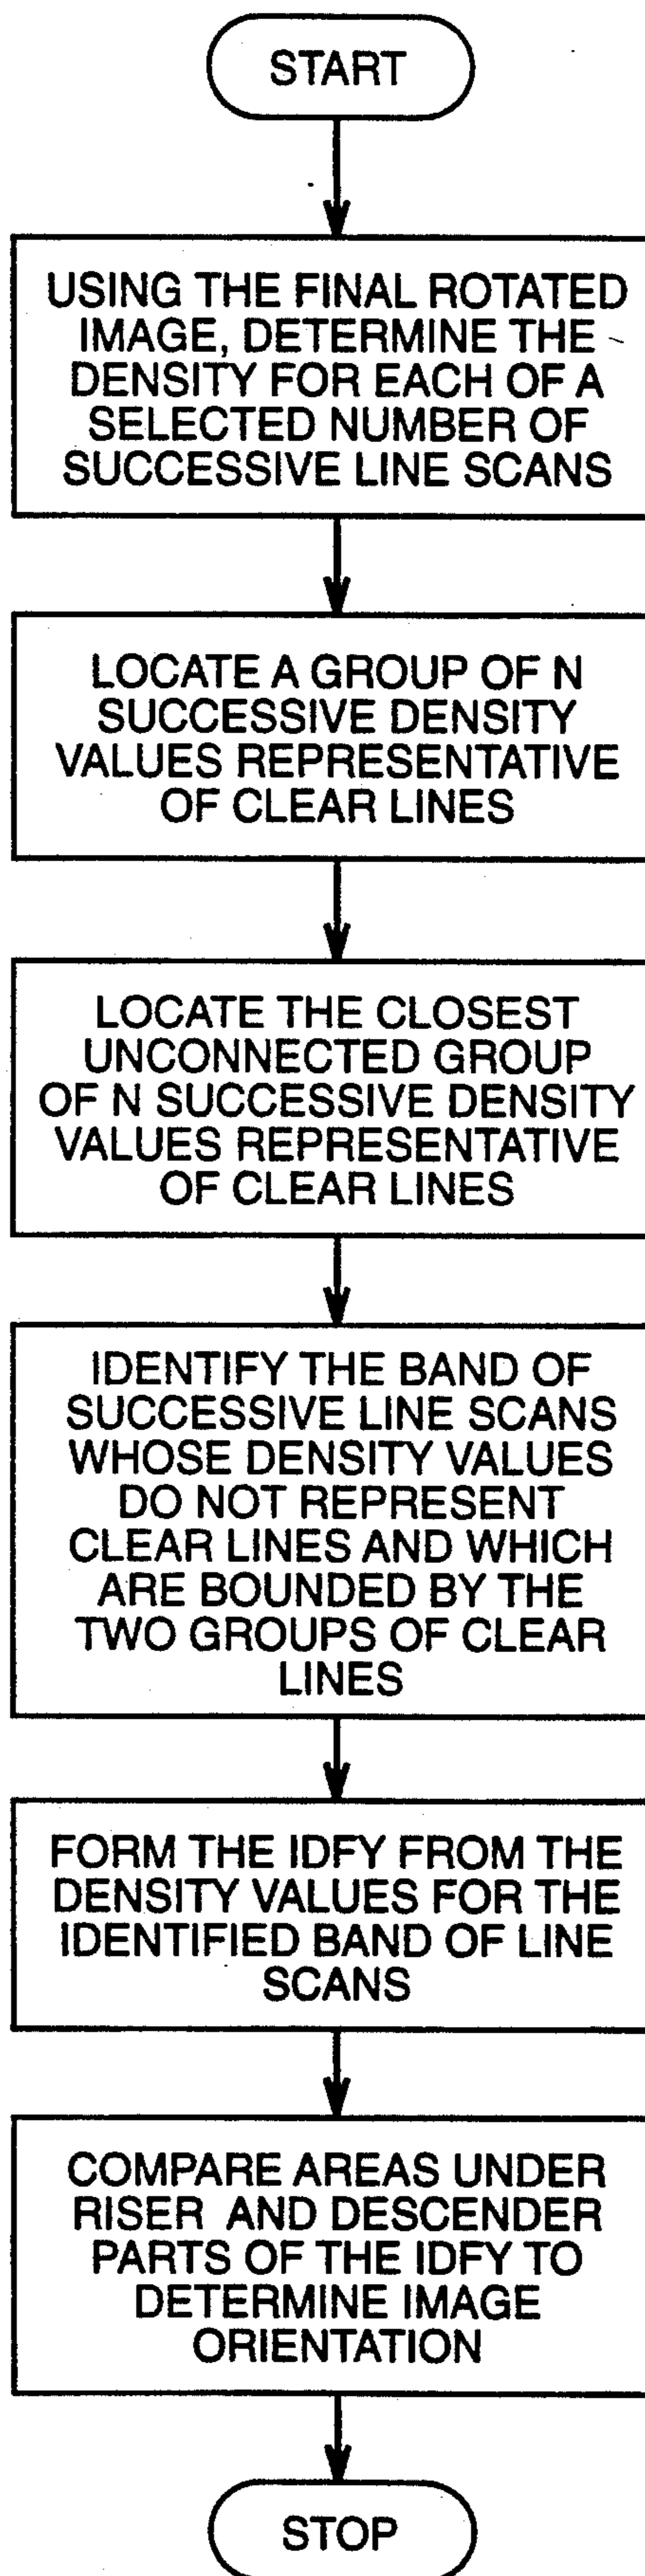 START
USING THE FINAL ROTATED
IMAGE, DETERMINE THE
DENSITY FOR EACH OF A
SELECTED NUMBER OF
SUCCESSIVE LINE SCANS
LOCATE A GROUP OF N
SUCCESSIVE DENSITY
VALUES REPRESENTATIVE
OF CLEAR LINES
LOCATE THE CLOSEST
UNCONNECTED GROUP
OF N SUCCESSIVE DENSITY
VALUES REPRESENTATIVE
OF CLEAR LINES
IDENTIFY THE BAND OF
SUCCESSIVE LINE SCANS
WHOSE DENSITY VALUES
DO NOT REPRESENT
CLEAR LINES AND WHICH
ARE BOUNDED BY THE
TWO GROUPS OF CLEAR
LINES
FORM THE IDFY FROM THE
DENSITY VALUES FOR THE
IDENTIFIED BAND OF LINE
SCANS
COMPARE AREAS UNDER
RISER AND DESCENDER
PARTS OF THE IDFY TO
DETERMINE IMAGE
ORIENTATION
STOP